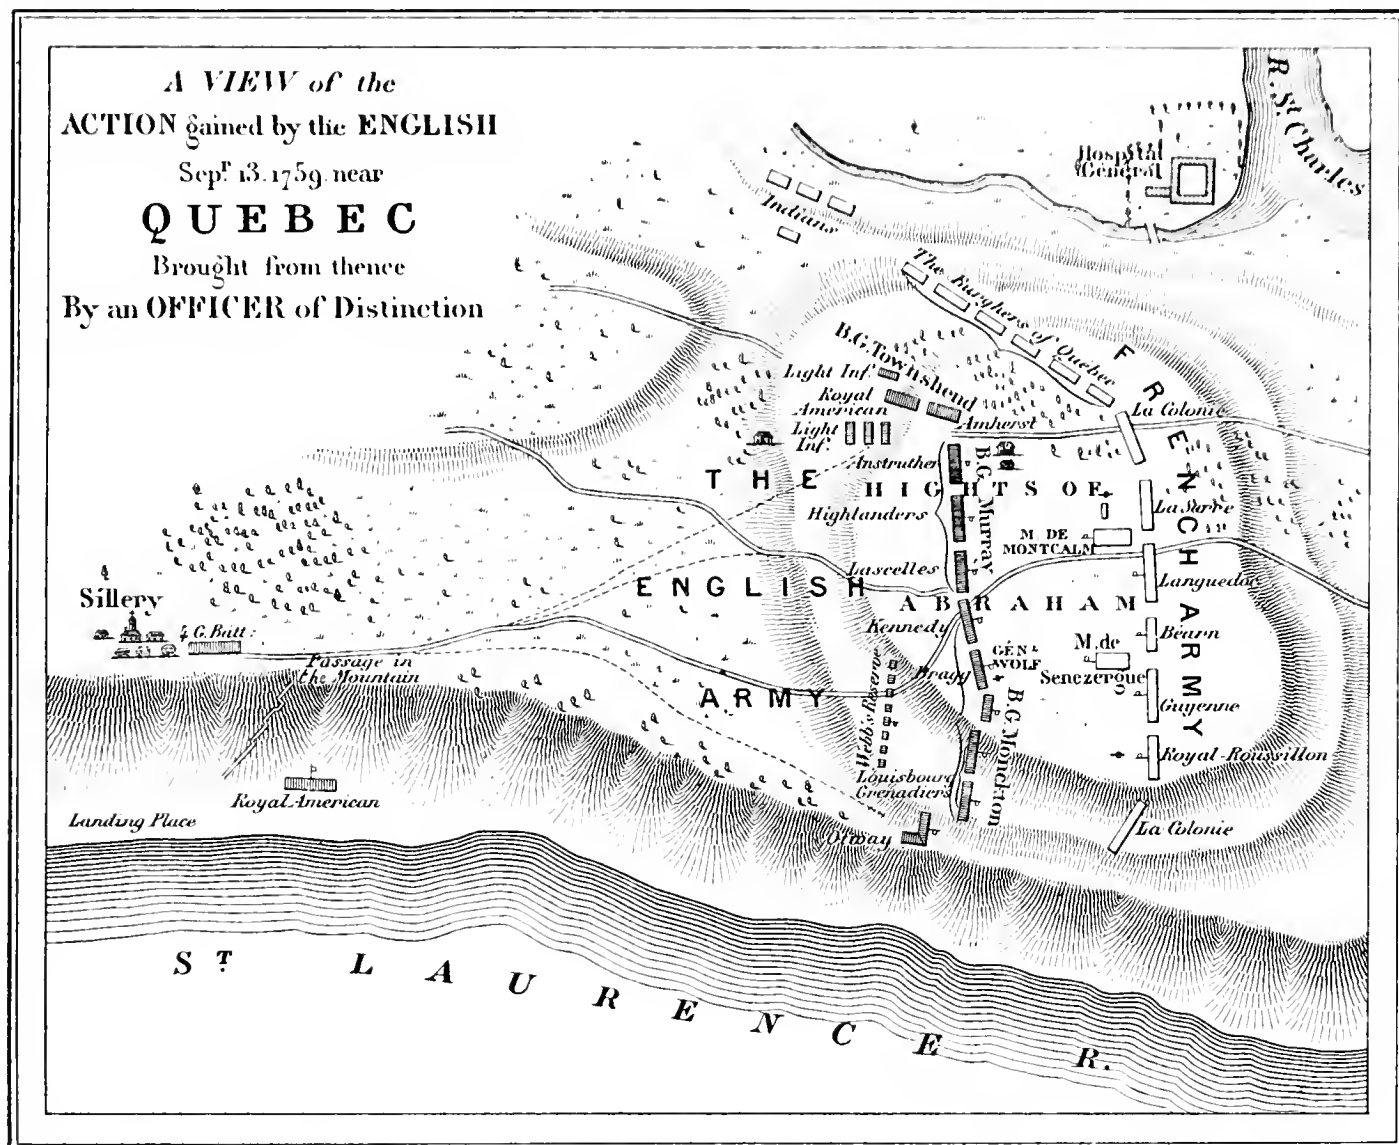 A VIEW of the
ACTION gained by the ENGLISH
Sepr. 13. 1759. near
QUEBEC
Brought from thence
By an OFFICER of Distinction
R. St. Charles
Hospital
General
Indians
The Burghers of Quebec
B.G. Townshend
Light Inf.
Royal
American
Light
Inf.
Amherst
La Colonie
FRENCH ARMY
THE
ENGLISH
ARMY
HIGHTS OF
ABRAHAM
Anstruther
Highlanders
Lascelles
Kennedy
Bragg
B.G. Murray
M. DE
MONTCALM
La Sarre
Languedoc
Bearn
GÉNL.
WOLF
M. de
Senezergue
S
Guyenne
Royal-Roussillon
La Colonie
B.G. Monckton
Webb's Reserve
Louisbourg
Grenadiers
Otway
Sillery
4 G. Batt:
Passage in
the Mountain
Royal American
Landing Place
ST. LAURENCE R.